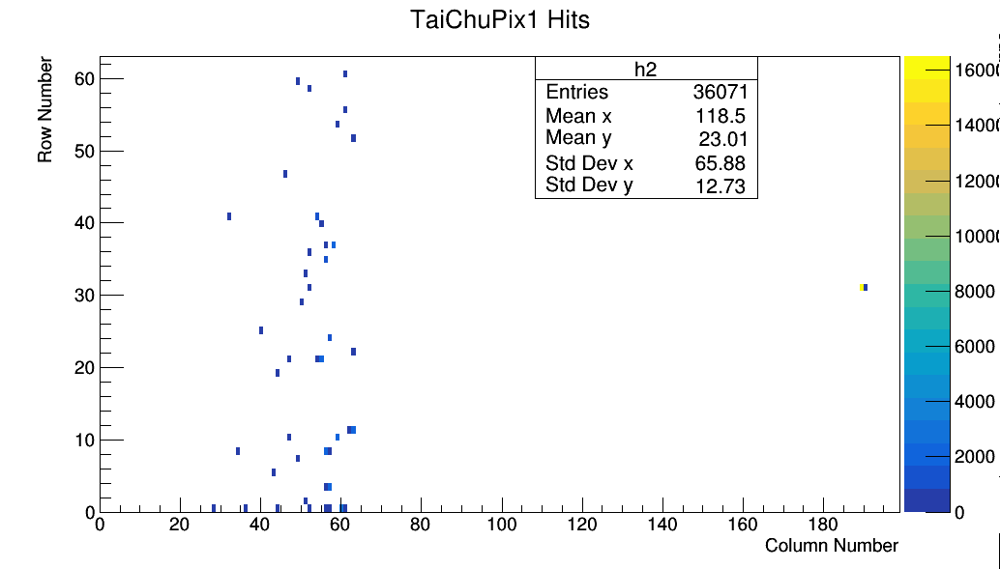 TaiChuPix1 Hits
Row Number
h2
Entries 36071
Mean x 118.5
Mean y 23.01
Std Dev x 65.88
Std Dev y 12.73
60
50
40
30
20
10
0
0 20 40 60 80 100 120 140 160 180
Column Number
16000
14000
12000
10000
8000
6000
4000
2000
0